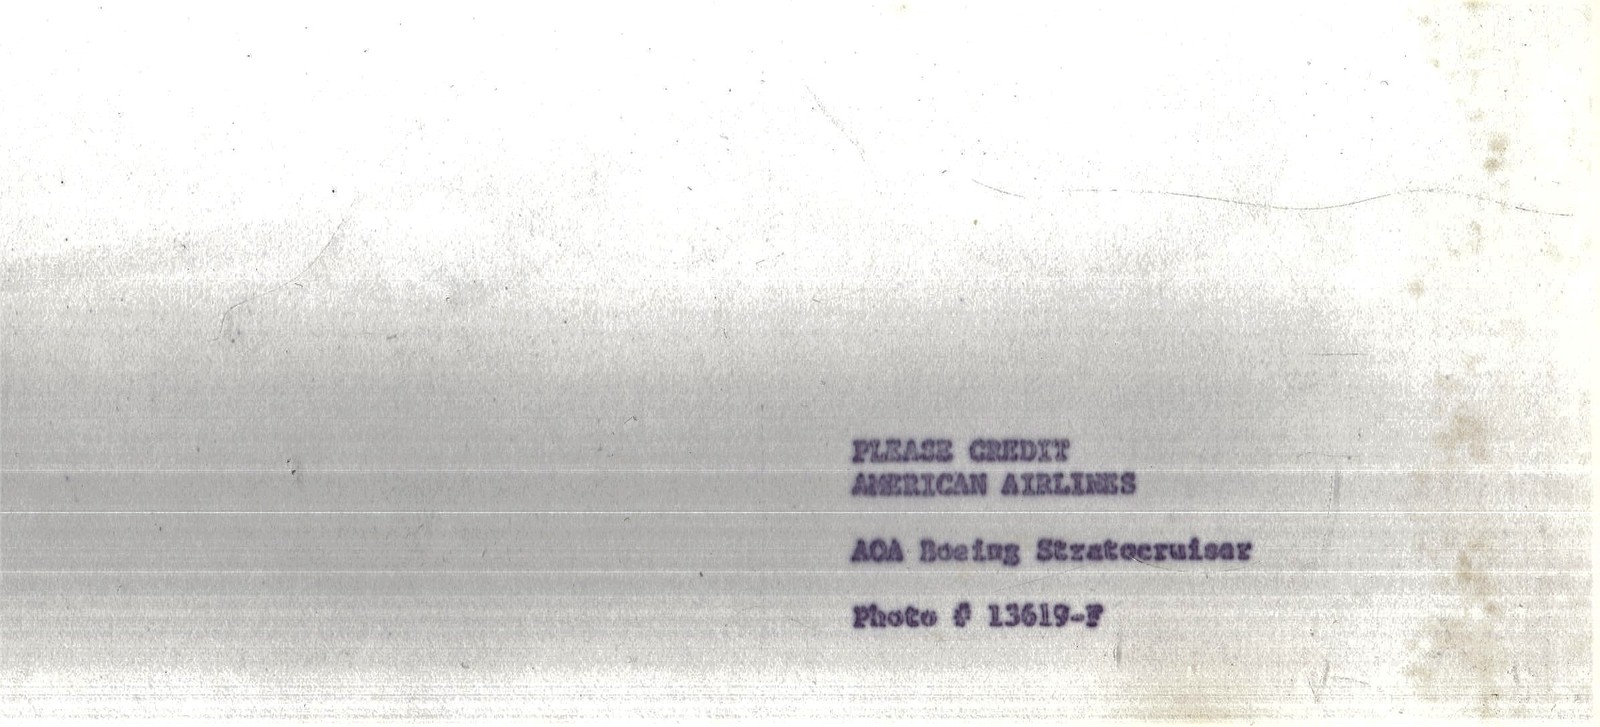 PLEASE CREDIT
AMERICAN AIRLINES
AOA Boeing Stratocruiser
Photo # 13619-F